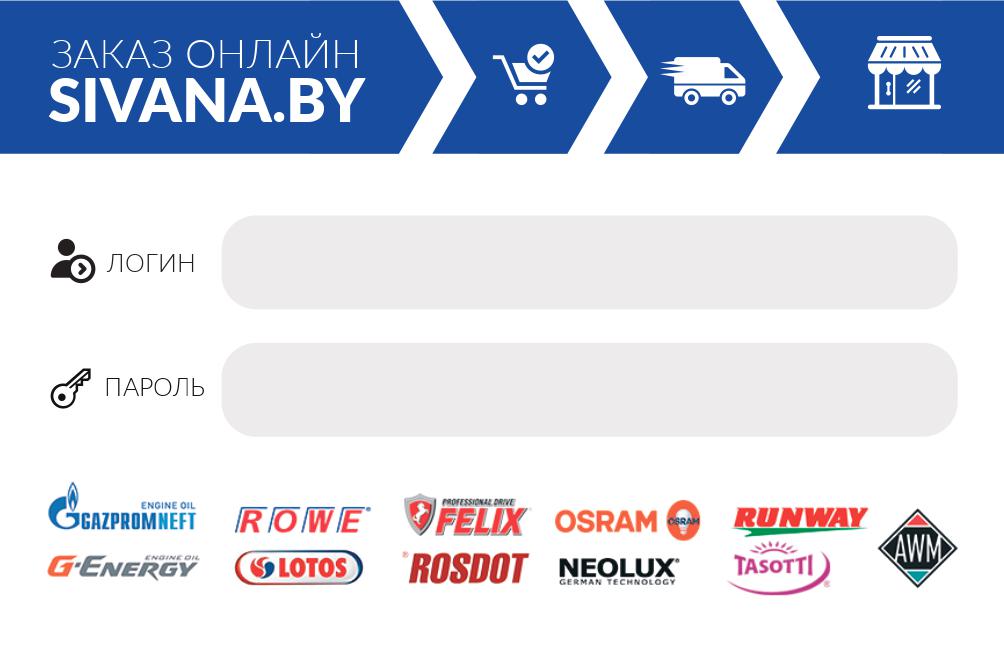 ЗАКАЗ ОНЛАЙН
SIVANA.BY
ЛОГИН
ПАРОЛЬ
ENGINE OIL
GAZPROMNEFT
ROWE®
PROFESSIONAL DRIVE
FELIX
OSRAM OSRAM
RUNWAY
AWM
G-ENERGY ENGINE OIL
LOTOS
®ROSDOT
NEOLUX®
GERMAN TECHNOLOGY
TASOTTI®